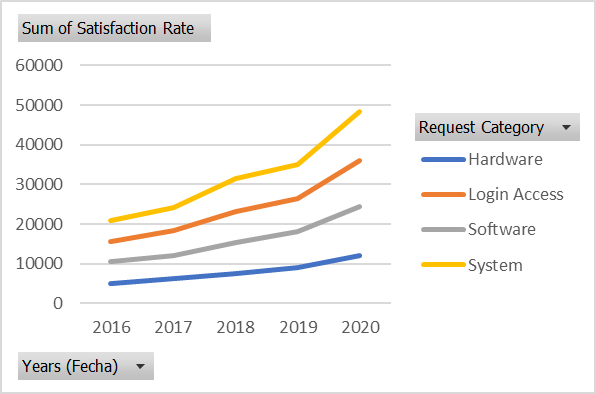 Sum of Satisfaction Rate
60000
50000
40000
30000
20000
10000
0
2016 2017 2018 2019 2020
Request Category
Hardware
Login Access
Software
System
Years (Fecha)